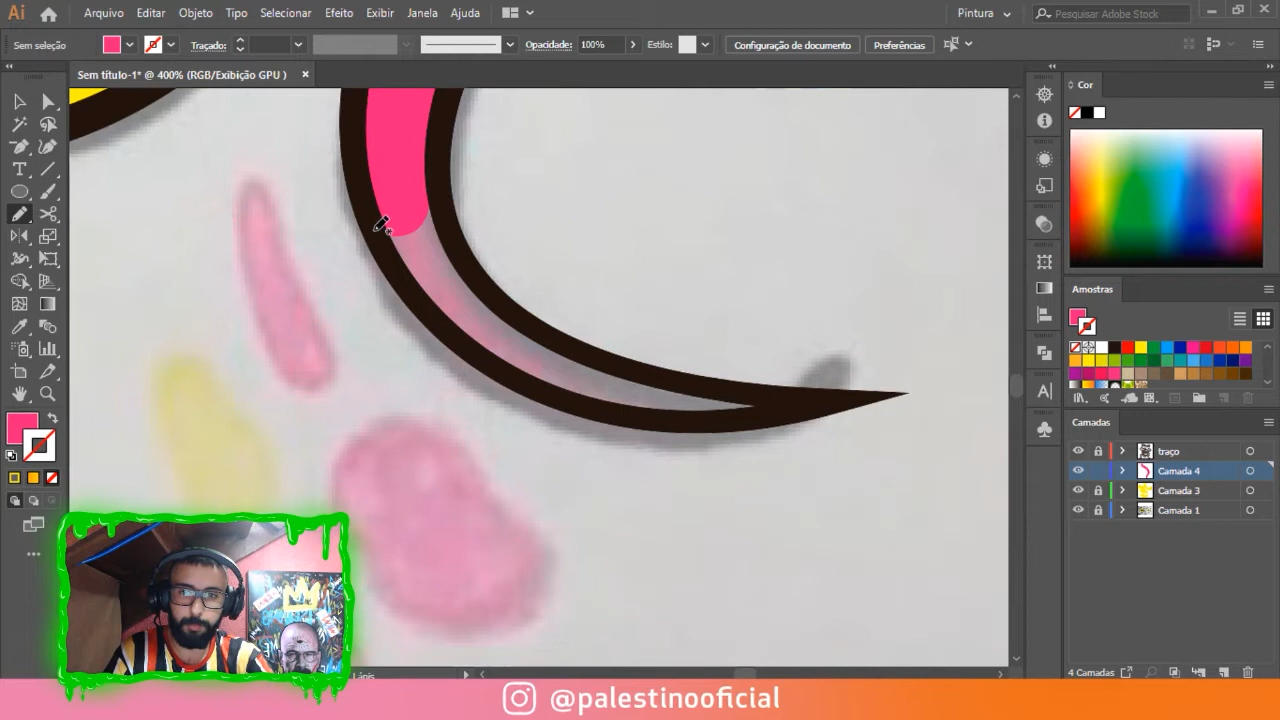 Ai
Arquivo Editar Objeto Tipo Selecionar Efeito Exibir Janela Ajuda
Pintura
Pesquisar Adobe Stock
Sem seleção
Traçado:
Opacidade: 100%
Estilo:
Configuração de documento
Preferências
Sem título-1* @ 400% (RGB/Exibição GPU )
Cor
Amostras
Camadas
traço
Camada 4
Camada 3
Camada 1
4 Camadas
Lápis
@palestinooficial